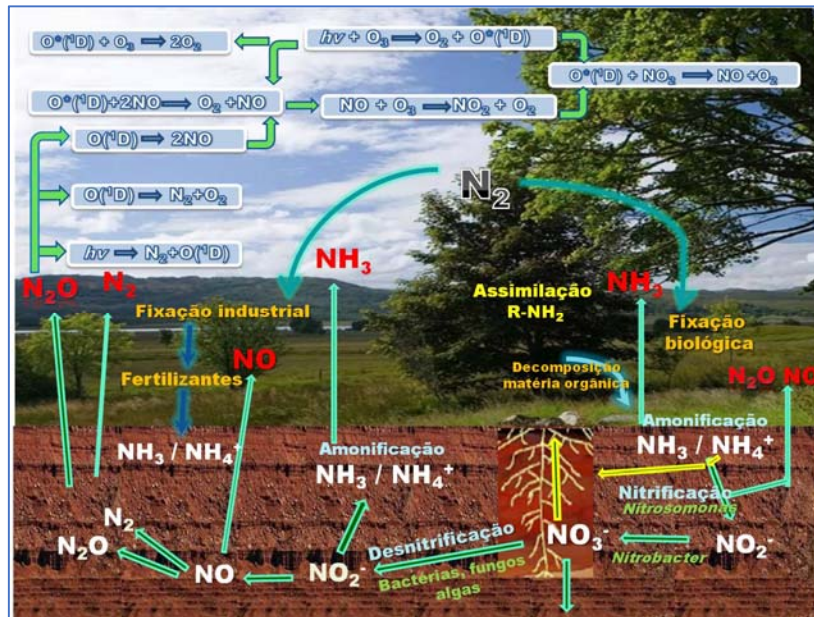 O*(¹D) + O₃ ⟹ 2O₂
hv + O₃ ⟹ O₂ + O*(¹D)
O*(¹D) + NO₂ ⟹ NO +O₂
O*(¹D)+2NO⟹ O₂ +NO
NO + O₃ ⟹ NO₂ + O₂
O(¹D) ⟹ 2NO
O(¹D) ⟹ N₂+O₂
hv ⟹ N₂+O(¹D)
N₂
N₂O
N₂
Fixação industrial
Fertilizantes
NO
NH₃
Assimilação
R-NH₂
NH₃
Fixação
biológica
Decomposição
matéria orgânica
N₂O NO
NH₃ / NH₄⁺
Amonificação
NH₃ / NH₄⁺
Amonificação
NH₃ / NH₄⁺
Nitrificação
Nitrosomonas
N₂
N₂O
NO
NO₂⁻
Desnitrificação
Bactérias, fungos
algas
NO₃⁻
Nitrobacter
NO₂⁻